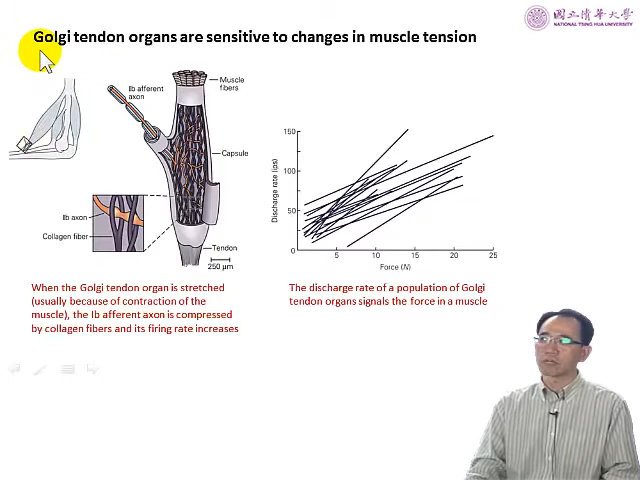 國立清華大學
NATIONAL TSING HUA UNIVERSITY
Golgi tendon organs are sensitive to changes in muscle tension
Ib afferent
axon
Muscle
fibers
Capsule
Ib axon
Collagen fiber
Tendon
250 μm
150
100
50
0
Discharge rate (ips)
5
10
15
20
25
Force (N)
When the Golgi tendon organ is stretched
(usually because of contraction of the
muscle), the Ib afferent axon is compressed
by collagen fibers and its firing rate increases
The discharge rate of a population of Golgi
tendon organs signals the force in a muscle